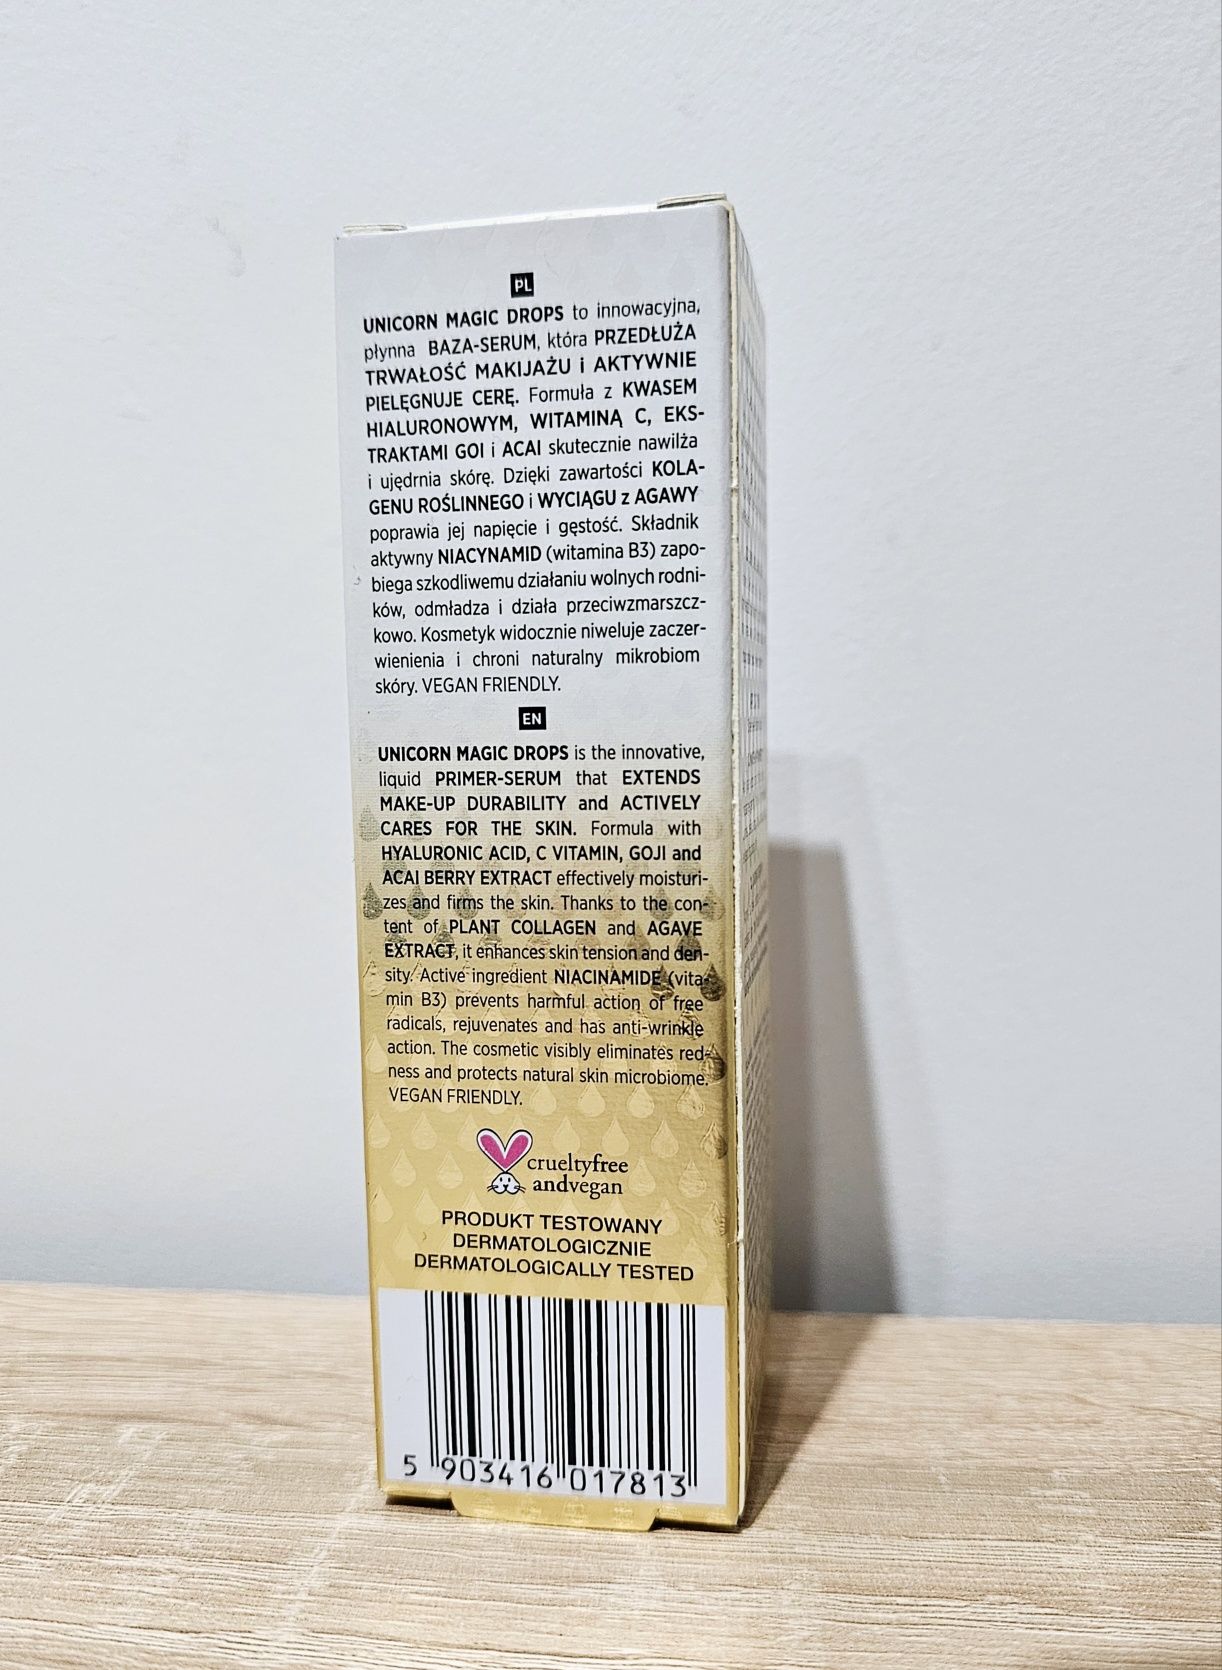 PL
UNICORN MAGIC DROPS to innowacyjna,
płynna BAZA-SERUM, która PRZEDŁUŻA
TRWAŁOŚĆ MAKIJAŻU i AKTYWNIE
PIELĘGNUJE CERĘ. Formuła z KWASEM
HIALURONOWYM, WITAMINĄ C, EKS-
TRAKTAMI GOI i ACAI skutecznie nawilża
i ujędrnia skórę. Dzięki zawartości KOLA-
GENU ROŚLINNEGO i WYCIĄGU z AGAWY
poprawia jej napięcie i gęstość. Składnik
aktywny NIACYNAMID (witamina B3) zapo-
biega szkodliwemu działaniu wolnych rodni-
ków, odmładza i działa przeciwzmarszcz-
kowo. Kosmetyk widocznie niweluje zaczer-
wienienia i chroni naturalny mikrobiom
skóry. VEGAN FRIENDLY.
EN
UNICORN MAGIC DROPS is the innovative,
liquid PRIMER-SERUM that EXTENDS
MAKE-UP DURABILITY and ACTIVELY
CARES FOR THE SKIN. Formula with
HYALURONIC ACID, C VITAMIN, GOJI and
ACAI BERRY EXTRACT effectively moisturi-
zes and firms the skin. Thanks to the con-
tent of PLANT COLLAGEN and AGAVE
EXTRACT, it enhances skin tension and den-
sity. Active ingredient NIACINAMIDE (vita-
min B3) prevents harmful action of free
radicals, rejuvenates and has anti-wrinkle
action. The cosmetic visibly eliminates red-
ness and protects natural skin microbiome.
VEGAN FRIENDLY.
crueltyfree
andvegan
PRODUKT TESTOWANY
DERMATOLOGICZNIE
DERMATOLOGICALLY TESTED
5 903416 017813